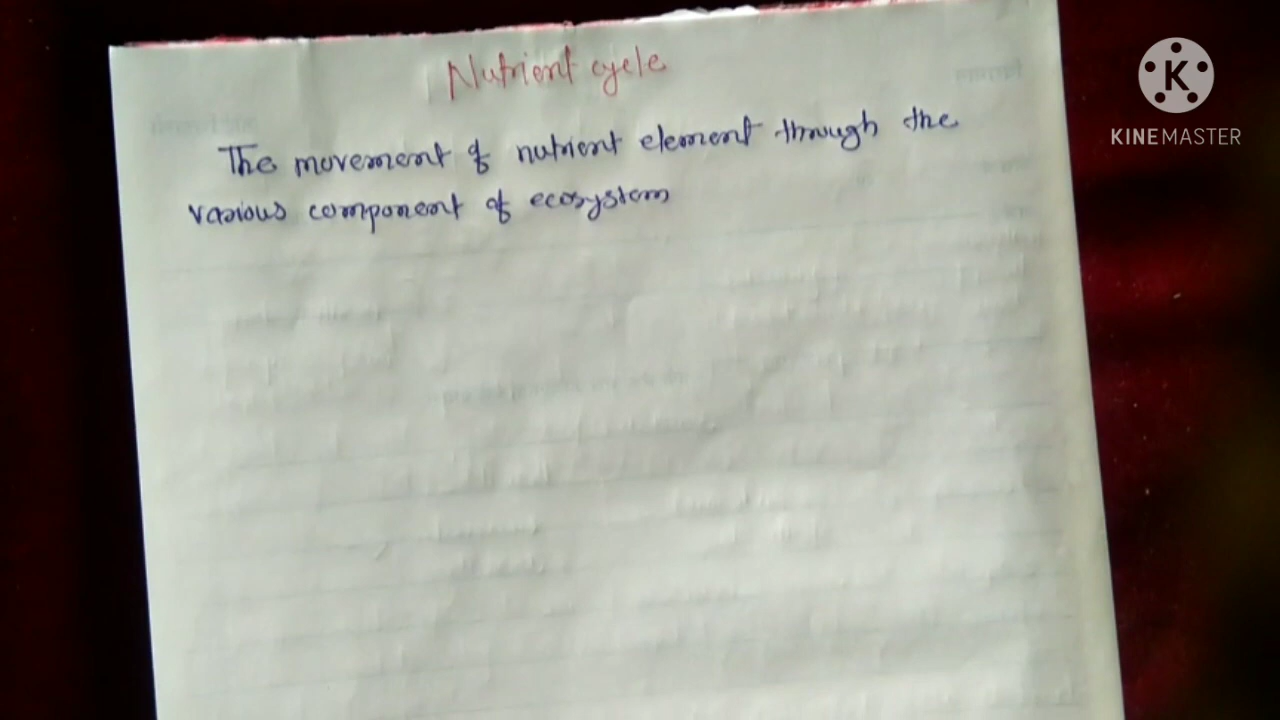 Nutrient cycle
The movement of nutrient element through the
various component of ecosystem
K
KINEMASTER